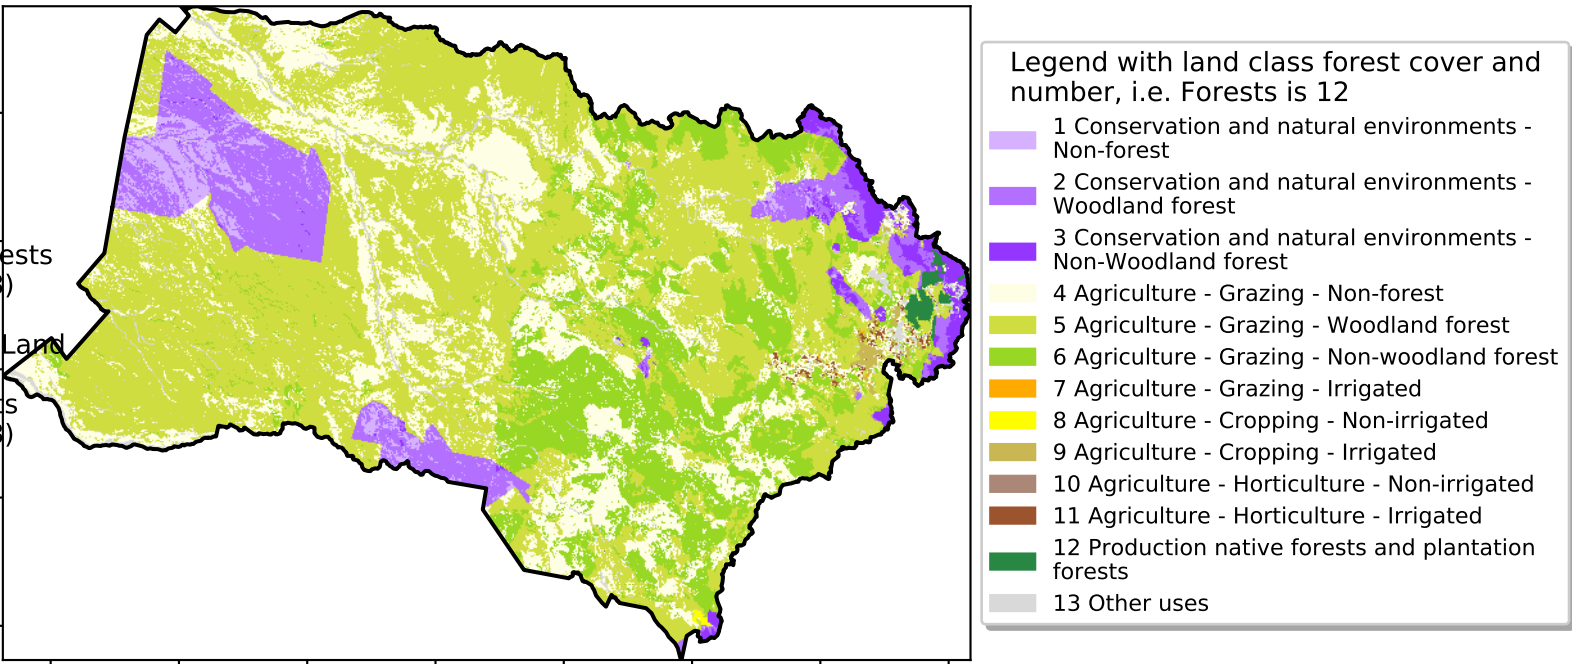 ests
)
Land
ts
)
Legend with land class forest cover and
number, i.e. Forests is 12
1 Conservation and natural environments -
Non-forest
2 Conservation and natural environments -
Woodland forest
3 Conservation and natural environments -
Non-Woodland forest
4 Agriculture - Grazing - Non-forest
5 Agriculture - Grazing - Woodland forest
6 Agriculture - Grazing - Non-woodland forest
7 Agriculture - Grazing - Irrigated
8 Agriculture - Cropping - Non-irrigated
9 Agriculture - Cropping - Irrigated
10 Agriculture - Horticulture - Non-irrigated
11 Agriculture - Horticulture - Irrigated
12 Production native forests and plantation
forests
13 Other uses